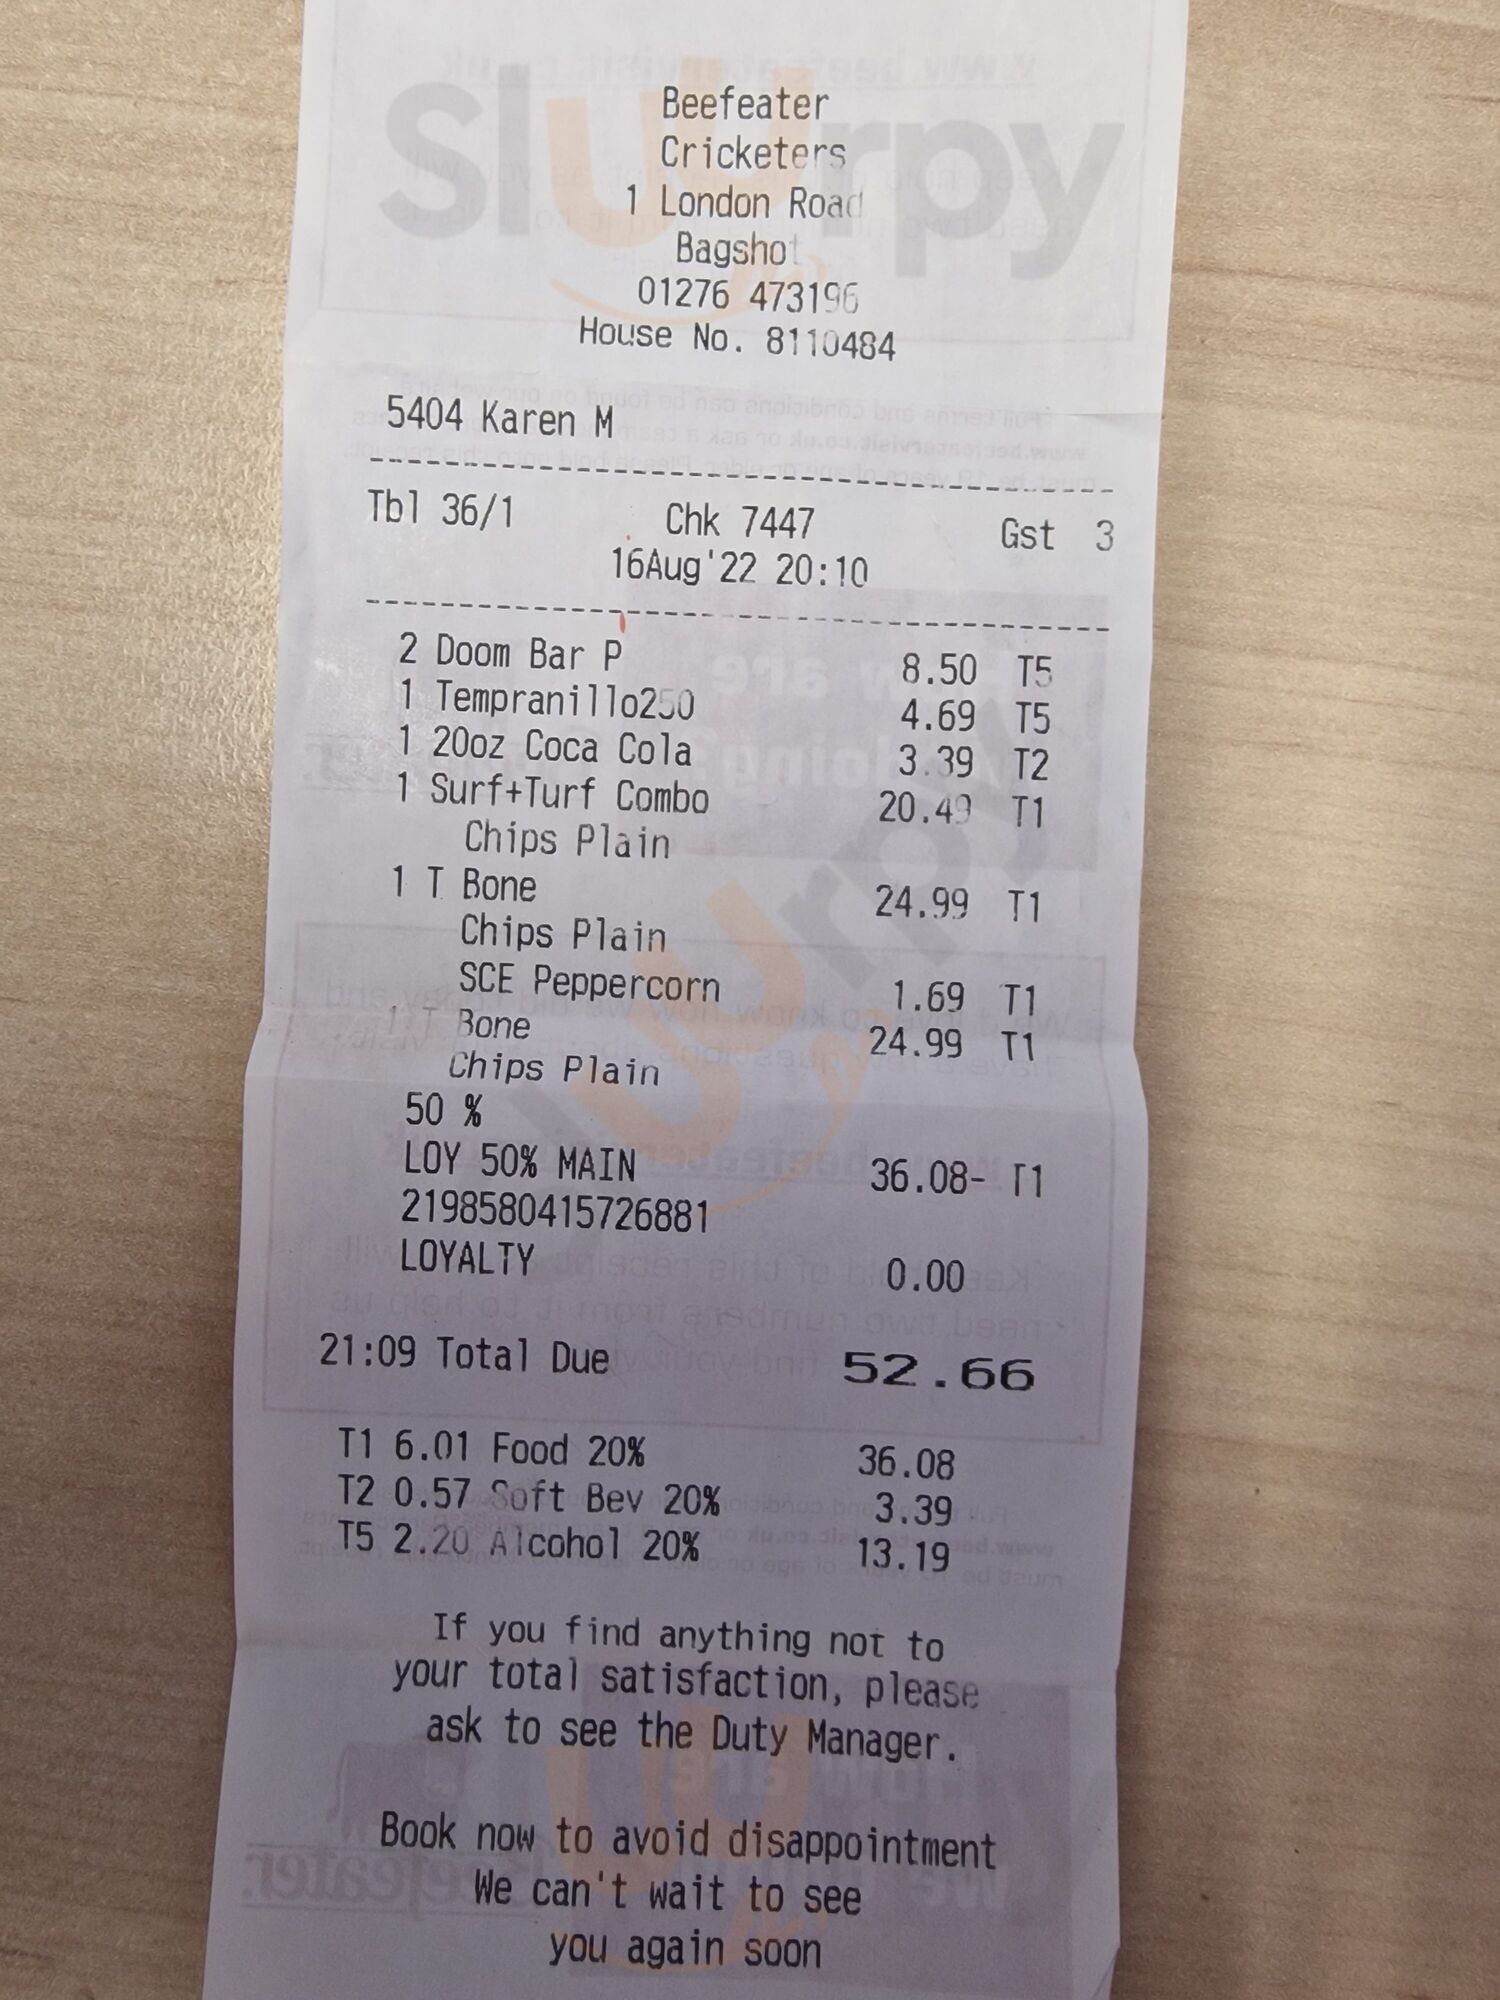 Beefeater
Cricketers
1 London Road
Bagshot
01276 473196
House No. 8110484
5404 Karen M
Tbl 36/1 Chk 7447 Gst 3
16Aug'22 20:10
2 Doom Bar P 8.50 T5
1 Tempranillo250 4.69 T5
1 20oz Coca Cola 3.39 T2
1 Surf+Turf Combo 20.49 T1
Chips Plain
1 T Bone 24.99 T1
Chips Plain
SCE Peppercorn 1.69 T1
1 T Bone 24.99 T1
Chips Plain
50 %
LOY 50% MAIN 36.08- T1
2198580415726881
LOYALTY 0.00
21:09 Total Due 52.66
T1 6.01 Food 20% 36.08
T2 0.57 Soft Bev 20% 3.39
T5 2.20 Alcohol 20% 13.19
If you find anything not to
your total satisfaction, please
ask to see the Duty Manager.
Book now to avoid disappointment
We can't wait to see
you again soon
Sluurpy
Sluurpy